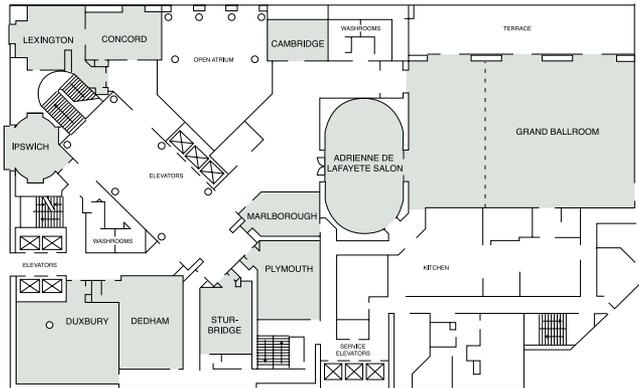 LEXINGTON
CONCORD
CAMBRIDGE
WASHROOMS
TERRACE
OPEN ATRIUM
GRAND BALLROOM
IPSWICH
ADRIENNE DE
LAFAYETE SALON
ELEVATORS
MARLBOROUGH
WASHROOMS
ELEVATORS
PLYMOUTH
KITCHEN
DUXBURY
DEDHAM
STUR-
BRIDGE
SERVICE
ELEVATORS